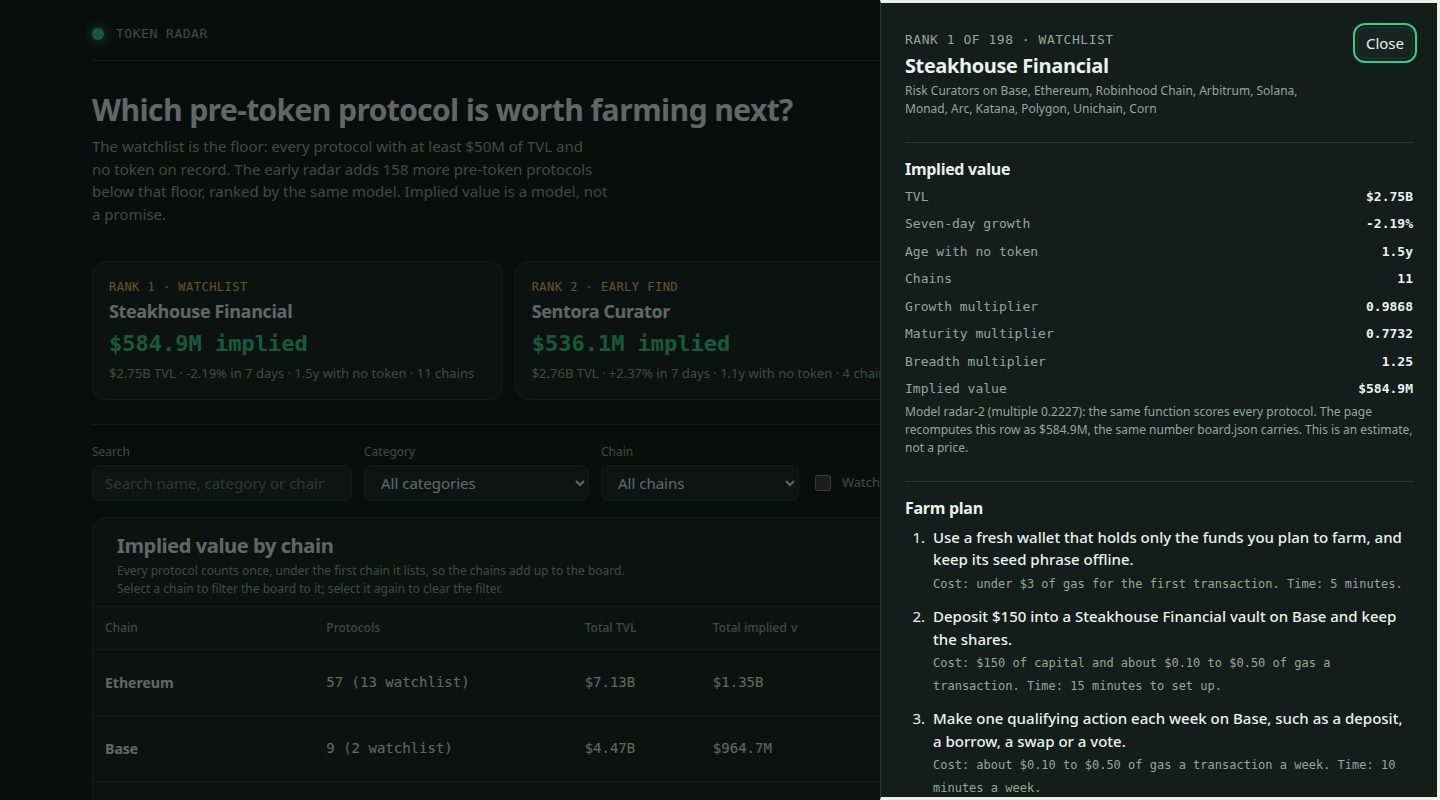 TOKEN RADAR
Which pre-token protocol is worth farming next?
The watchlist is the floor: every protocol with at least $50M of TVL and
no token on record. The early radar adds 158 more pre-token protocols
below that floor, ranked by the same model. Implied value is a model, not
a promise.
RANK 1 · WATCHLIST
Steakhouse Financial
$584.9M implied
$2.75B TVL · -2.19% in 7 days · 1.5y with no token · 11 chains
RANK 2 · EARLY FIND
Sentora Curator
$536.1M implied
$2.76B TVL · +2.37% in 7 days · 1.1y with no token · 4 chai
Search
Category
Chain
Search name, category or chain
All categories
All chains
Watch
Implied value by chain
Every protocol counts once, under the first chain it lists, so the chains add up to the board.
Select a chain to filter the board to it; select it again to clear the filter.
Chain Protocols Total TVL Total implied v
Ethereum 57 (13 watchlist) $7.13B $1.35B
Base 9 (2 watchlist) $4.47B $964.7M
RANK 1 OF 198 · WATCHLIST
Close
Steakhouse Financial
Risk Curators on Base, Ethereum, Robinhood Chain, Arbitrum, Solana,
Monad, Arc, Katana, Polygon, Unichain, Corn
Implied value
TVL $2.75B
Seven-day growth -2.19%
Age with no token 1.5y
Chains 11
Growth multiplier 0.9868
Maturity multiplier 0.7732
Breadth multiplier 1.25
Implied value $584.9M
Model radar-2 (multiple 0.2227): the same function scores every protocol. The page
recomputes this row as $584.9M, the same number board.json carries. This is an estimate,
not a price.
Farm plan
1. Use a fresh wallet that holds only the funds you plan to farm, and
keep its seed phrase offline.
Cost: under $3 of gas for the first transaction. Time: 5 minutes.
2. Deposit $150 into a Steakhouse Financial vault on Base and keep
the shares.
Cost: $150 of capital and about $0.10 to $0.50 of gas a
transaction. Time: 15 minutes to set up.
3. Make one qualifying action each week on Base, such as a deposit,
a borrow, a swap or a vote.
Cost: about $0.10 to $0.50 of gas a transaction a week. Time: 10
minutes a week.